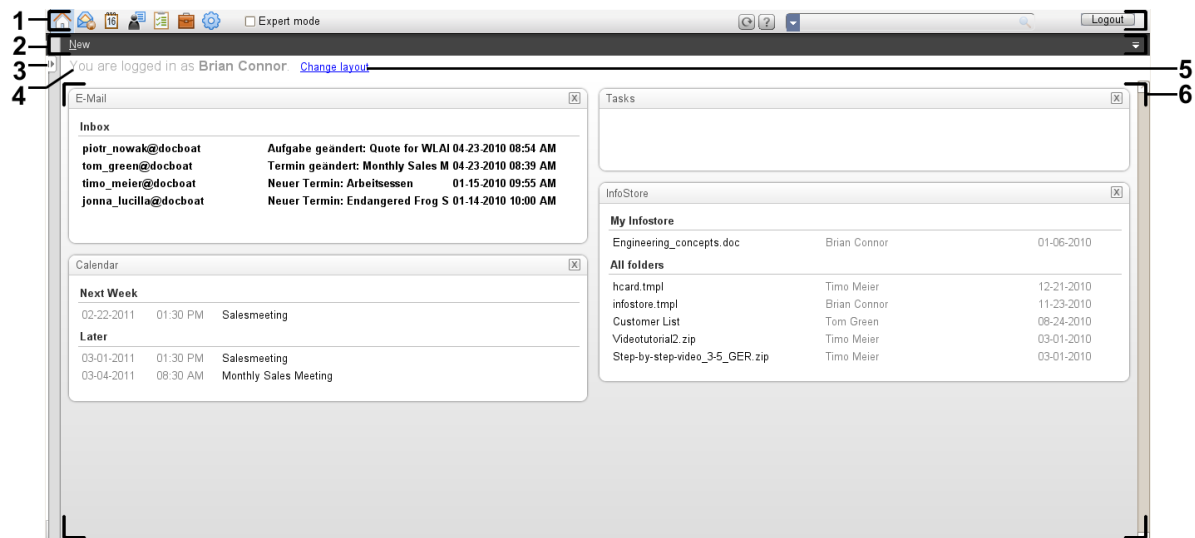 1 16 Expert mode ? Logout
2 New
3
4 You are logged in as Brian Connor. Change layout 5
6
E-Mail X
Inbox
piotr_nowak@docboat Aufgabe geändert: Quote for WLAI 04-23-2010 08:54 AM
tom_green@docboat Termin geändert: Monthly Sales M 04-23-2010 08:39 AM
timo_meier@docboat Neuer Termin: Arbeitsessen 01-15-2010 09:55 AM
jonna_lucilla@docboat Neuer Termin: Endangered Frog S 01-14-2010 10:00 AM
Calendar X
Next Week
02-22-2011 01:30 PM Salesmeeting
Later
03-01-2011 01:30 PM Salesmeeting
03-04-2011 08:30 AM Monthly Sales Meeting
Tasks X
InfoStore X
My Infostore
Engineering_concepts.doc Brian Connor 01-06-2010
All folders
hcard.tmpl Timo Meier 12-21-2010
infostore.tmpl Brian Connor 11-23-2010
Customer List Tom Green 08-24-2010
Videotutorial2.zip Timo Meier 03-01-2010
Step-by-step-video_3-5_GER.zip Timo Meier 03-01-2010